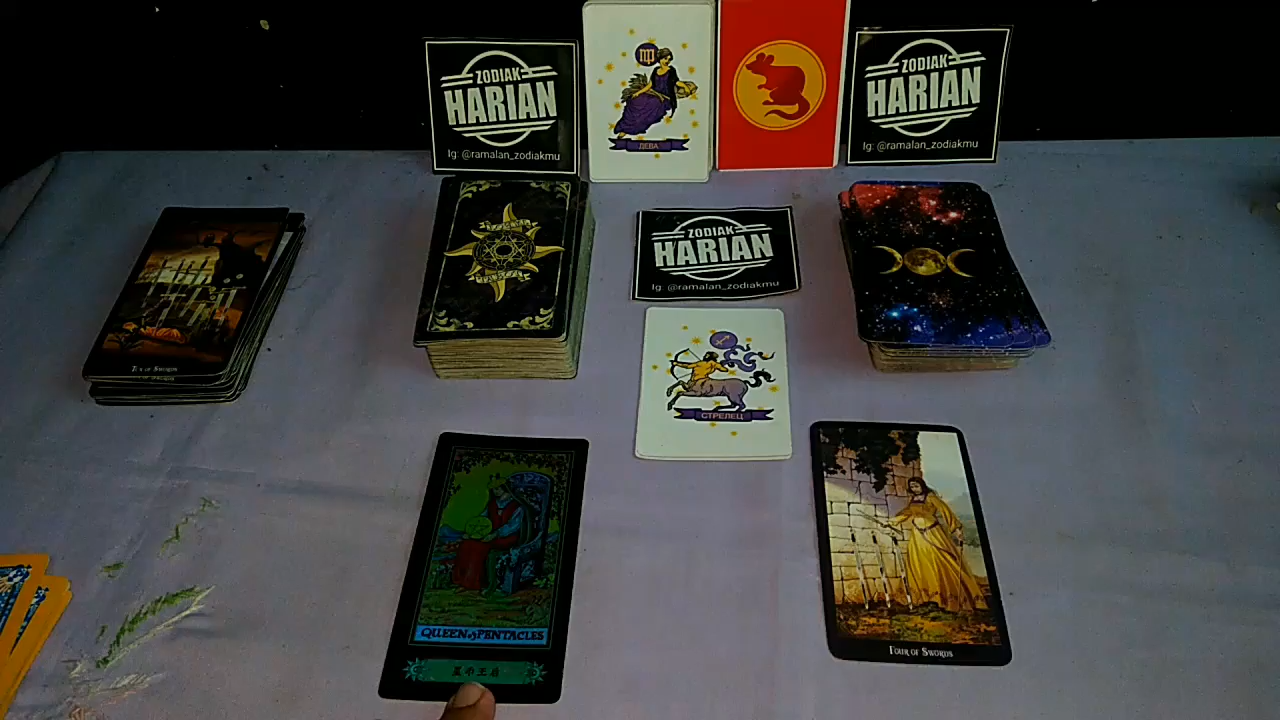 ZODIAK
HARIAN
Ig: @ramalan_zodiakmu
ДЕВА
ZODIAK
HARIAN
Ig: @ramalan_zodiakmu
ZODIAK
HARIAN
Ig: @ramalan_zodiakmu
СТРЕЛЕЦ
QUEEN of PENTACLES
Four of Swords